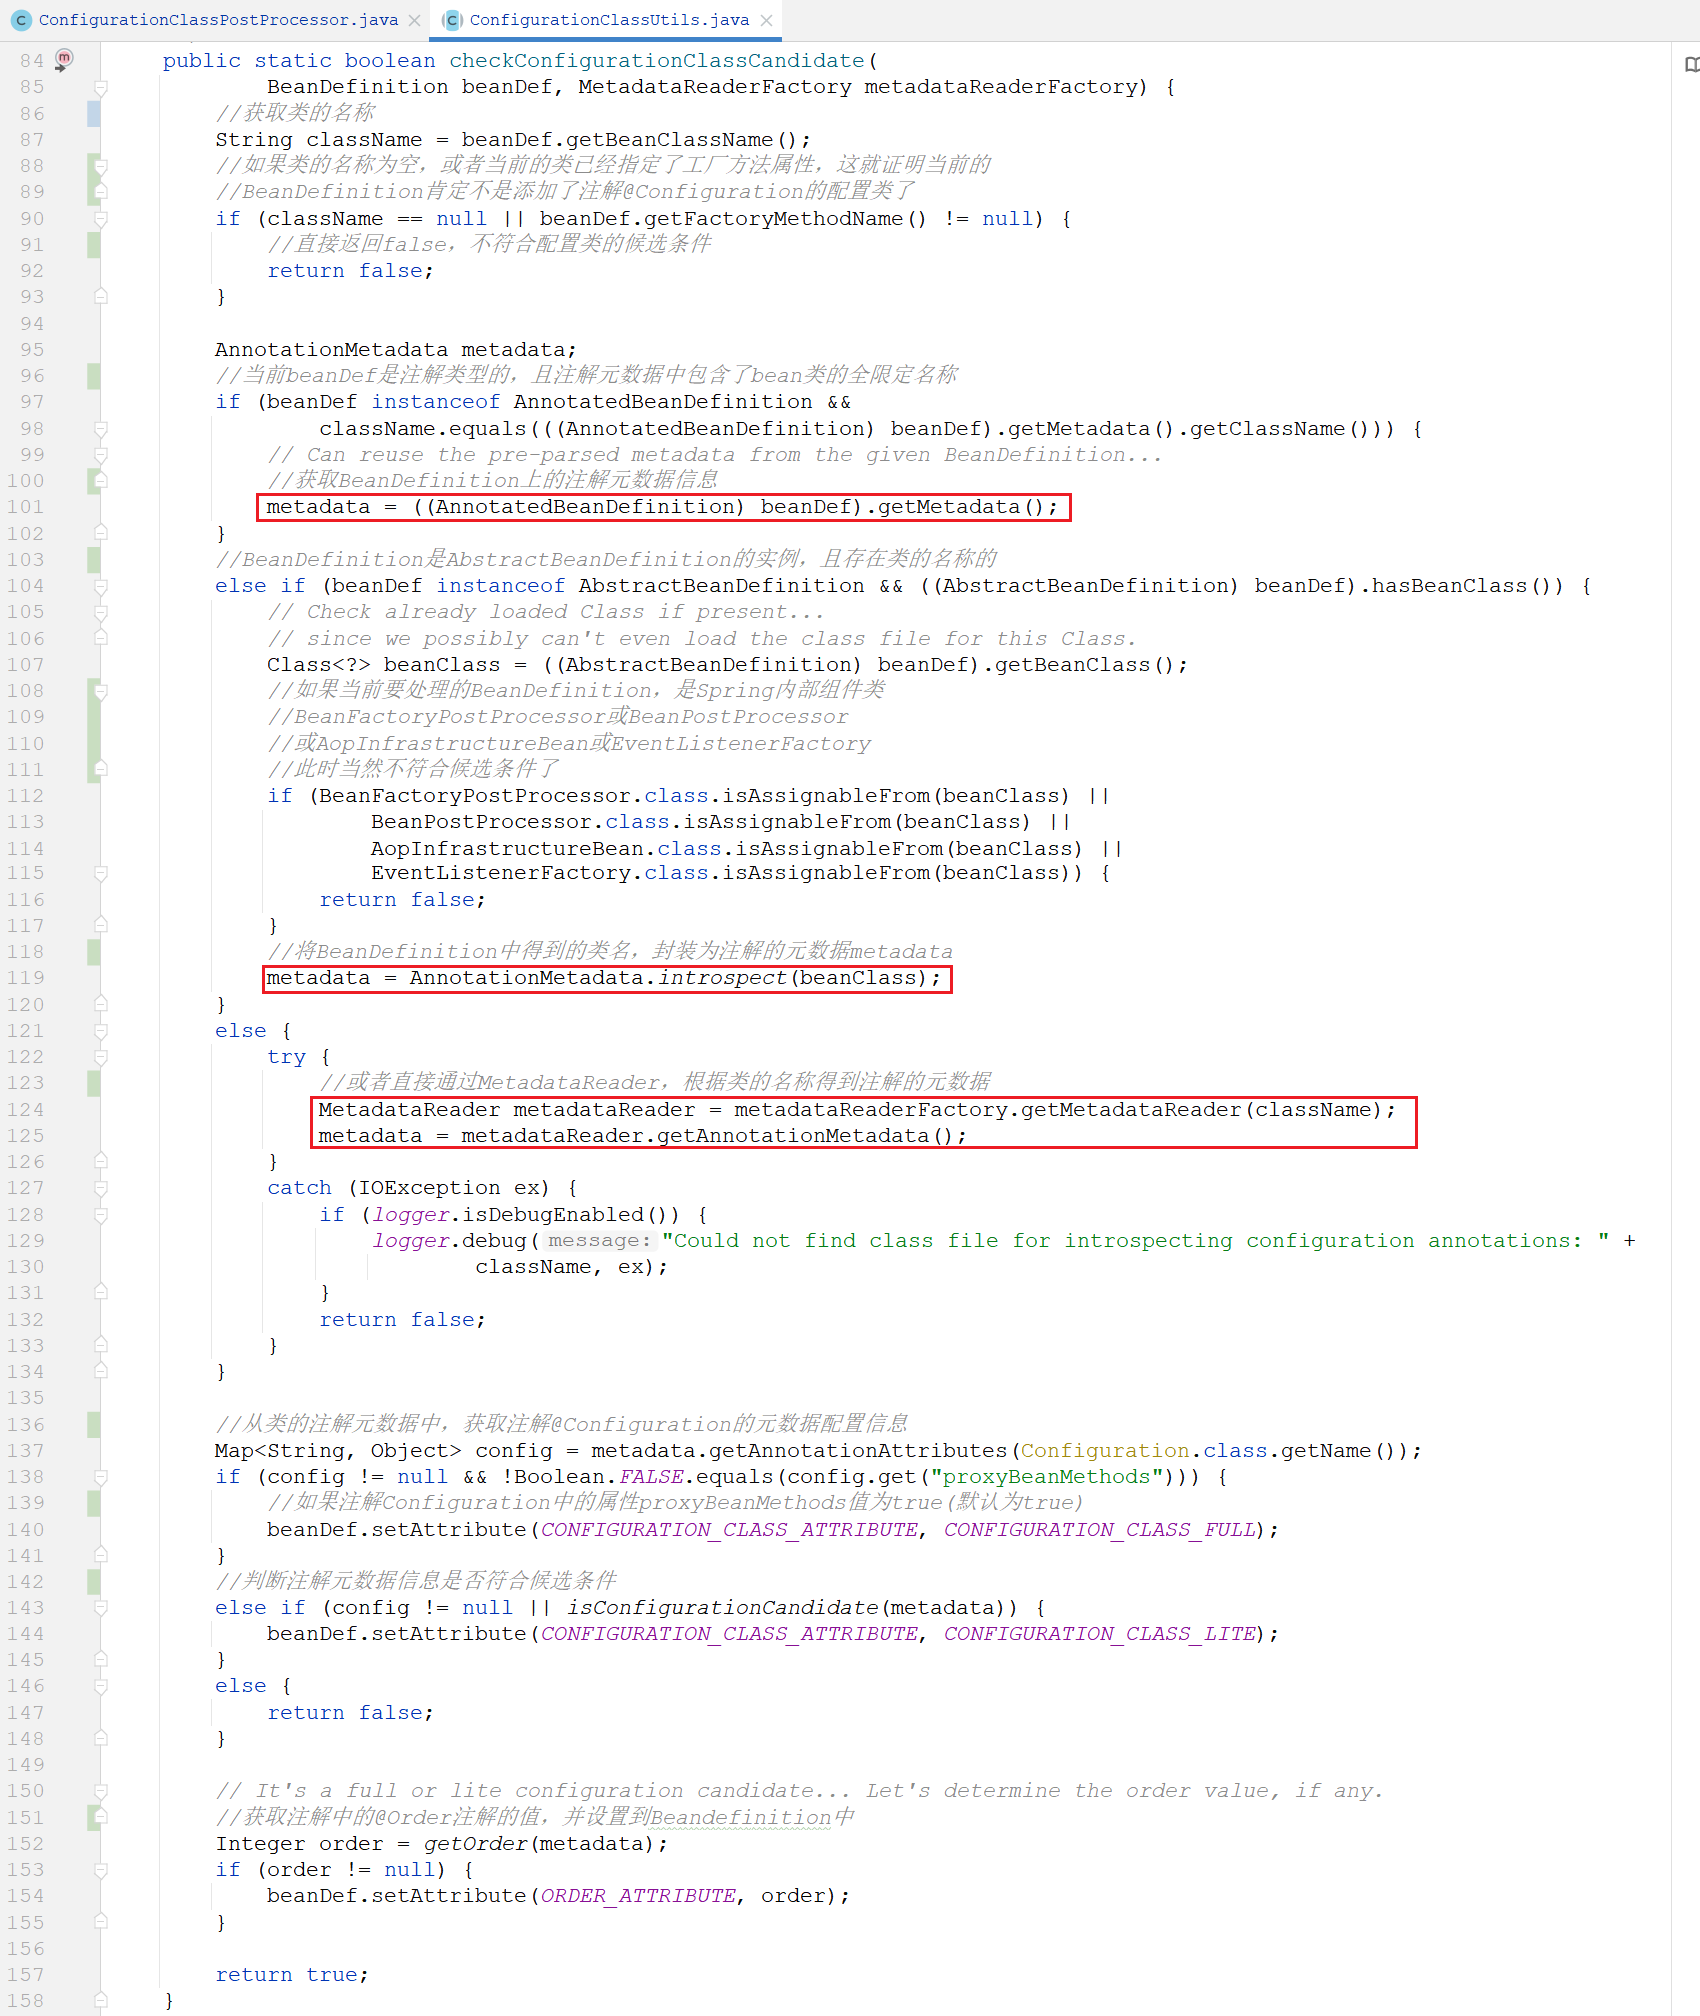 ConfigurationClassPostProcessor.java ConfigurationClassUtils.java
84 public static boolean checkConfigurationClassCandidate(
85 BeanDefinition beanDef, MetadataReaderFactory metadataReaderFactory) {
86 //获取类的名称
87 String className = beanDef.getBeanClassName();
88 //如果类的名称为空，或者当前的类已经指定了工厂方法属性，这就证明当前的
89 //BeanDefinition肯定不是添加了注解@Configuration的配置类了
90 if (className == null || beanDef.getFactoryMethodName() != null) {
91 //直接返回false，不符合配置类的候选条件
92 return false;
93 }
94
95 AnnotationMetadata metadata;
96 //当前beanDef是注解类型的，且注解元数据中包含了bean类的全限定名称
97 if (beanDef instanceof AnnotatedBeanDefinition &&
98 className.equals(((AnnotatedBeanDefinition) beanDef).getMetadata().getClassName())) {
99 // Can reuse the pre-parsed metadata from the given BeanDefinition...
100 //获取BeanDefinition上的注解元数据信息
101 metadata = ((AnnotatedBeanDefinition) beanDef).getMetadata();
102 }
103 //BeanDefinition是AbstractBeanDefinition的实例，且存在类的名称的
104 else if (beanDef instanceof AbstractBeanDefinition && ((AbstractBeanDefinition) beanDef).hasBeanClass()) {
105 // Check already loaded Class if present...
106 // since we possibly can't even load the class file for this Class.
107 Class<?> beanClass = ((AbstractBeanDefinition) beanDef).getBeanClass();
108 //如果当前要处理的BeanDefinition，是Spring内部组件类
109 //BeanFactoryPostProcessor或BeanPostProcessor
110 //或AopInfrastructureBean或EventListenerFactory
111 //此时当然不符合候选条件了
112 if (BeanFactoryPostProcessor.class.isAssignableFrom(beanClass) ||
113 BeanPostProcessor.class.isAssignableFrom(beanClass) ||
114 AopInfrastructureBean.class.isAssignableFrom(beanClass) ||
115 EventListenerFactory.class.isAssignableFrom(beanClass)) {
116 return false;
117 }
118 //将BeanDefinition中得到的类名，封装为注解的元数据metadata
119 metadata = AnnotationMetadata.introspect(beanClass);
120 }
121 else {
122 try {
123 //或者直接通过MetadataReader，根据类的名称得到注解的元数据
124 MetadataReader metadataReader = metadataReaderFactory.getMetadataReader(className);
125 metadata = metadataReader.getAnnotationMetadata();
126 }
127 catch (IOException ex) {
128 if (logger.isDebugEnabled()) {
129 logger.debug( message: "Could not find class file for introspecting configuration annotations: " +
130 className, ex);
131 }
132 return false;
133 }
134 }
135
136 //从类的注解元数据中，获取注解@Configuration的元数据配置信息
137 Map<String, Object> config = metadata.getAnnotationAttributes(Configuration.class.getName());
138 if (config != null && !Boolean.FALSE.equals(config.get("proxyBeanMethods"))) {
139 //如果注解Configuration中的属性proxyBeanMethods值为true(默认为true)
140 beanDef.setAttribute(CONFIGURATION_CLASS_ATTRIBUTE, CONFIGURATION_CLASS_FULL);
141 }
142 //判断注解元数据信息是否符合候选条件
143 else if (config != null || isConfigurationCandidate(metadata)) {
144 beanDef.setAttribute(CONFIGURATION_CLASS_ATTRIBUTE, CONFIGURATION_CLASS_LITE);
145 }
146 else {
147 return false;
148 }
149
150 // It's a full or lite configuration candidate... Let's determine the order value, if any.
151 //获取注解中的@Order注解的值，并设置到Beandefinition中
152 Integer order = getOrder(metadata);
153 if (order != null) {
154 beanDef.setAttribute(ORDER_ATTRIBUTE, order);
155 }
156
157 return true;
158 }